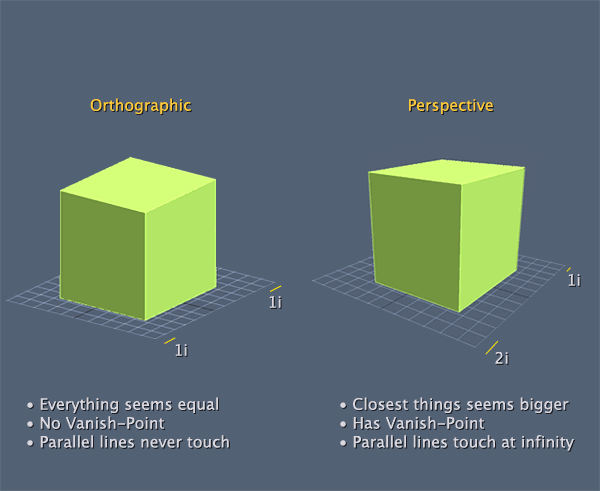 Orthographic
Perspective
1i
1i
1i
2i
• Everything seems equal
• No Vanish-Point
• Parallel lines never touch
• Closest things seems bigger
• Has Vanish-Point
• Parallel lines touch at infinity